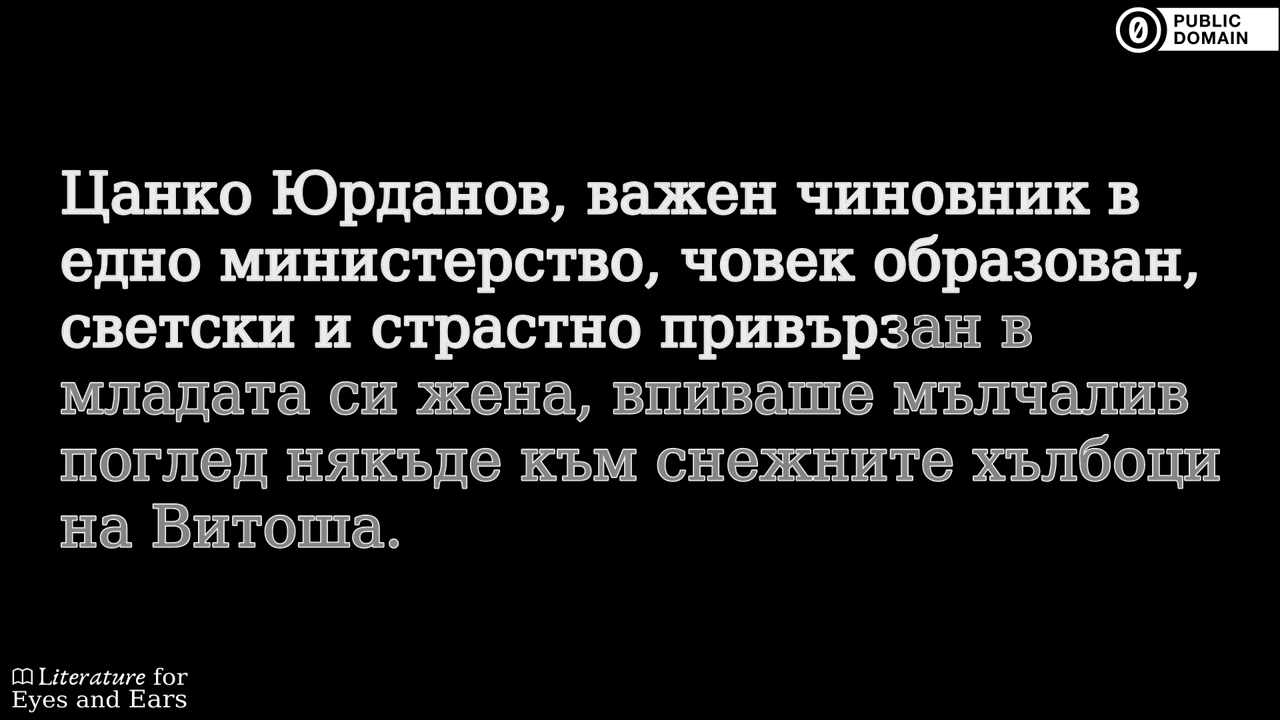 PUBLIC
DOMAIN
Цанко Юрданов, важен чиновник в
едно министерство, човек образован,
светски и страстно привързан в
младата си жена, впиваше мълчалив
поглед някъде към снежните хълбоци
на Витоша.
Literature for
Eyes and Ears